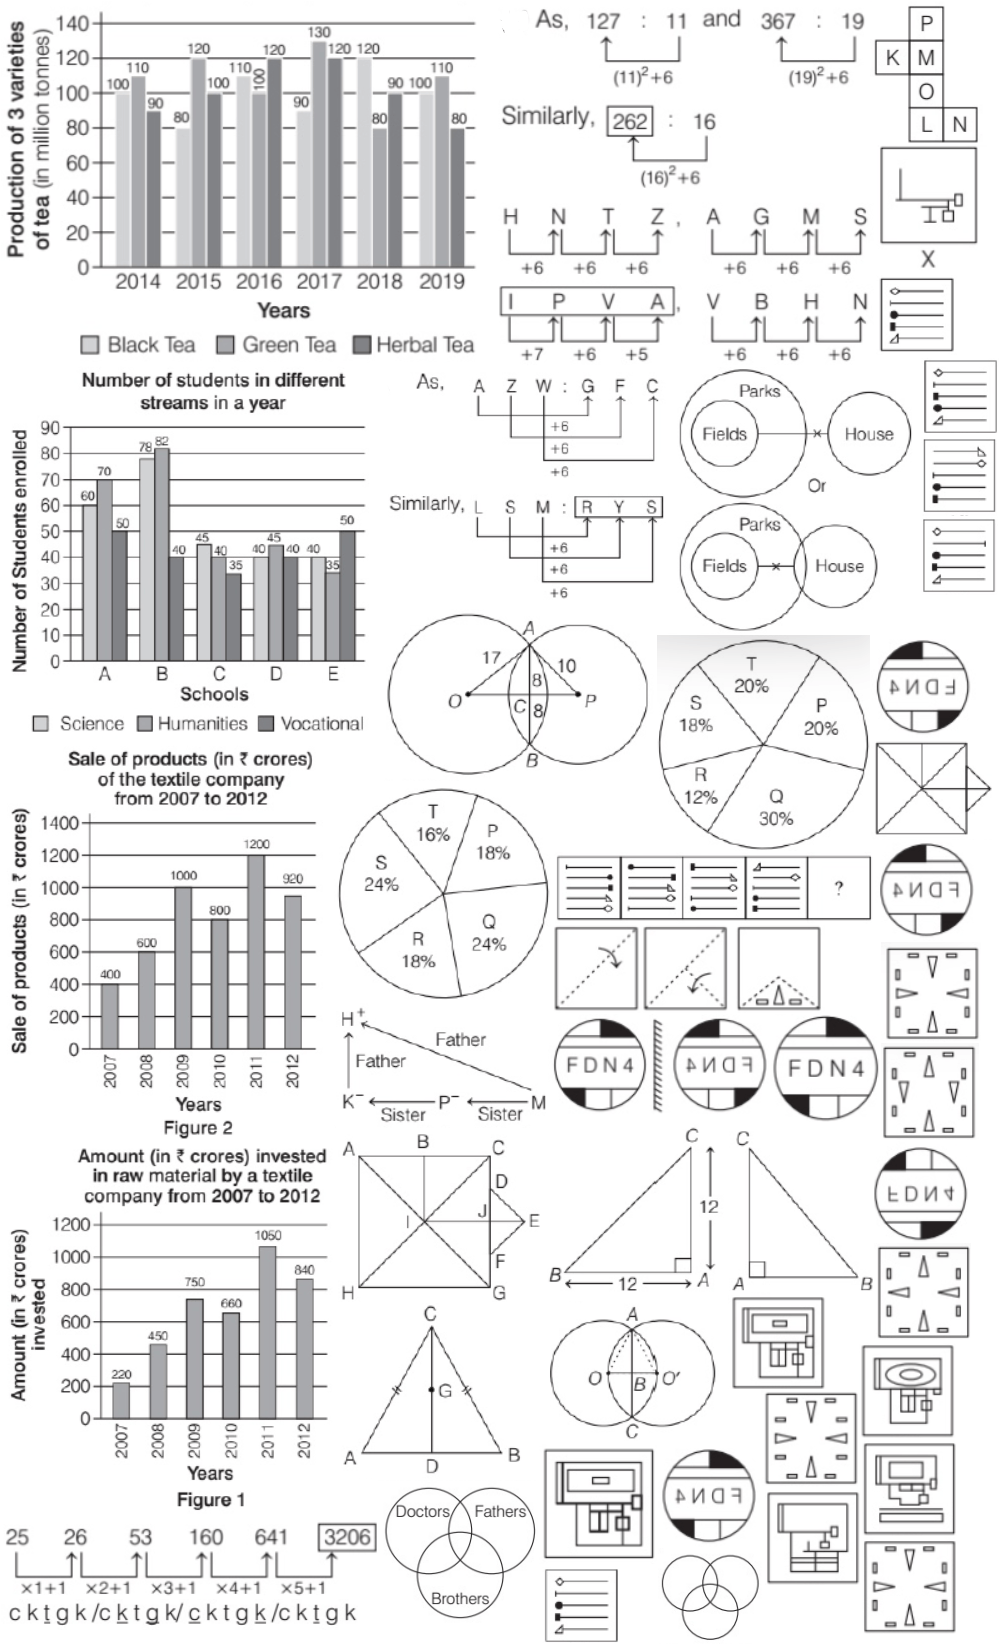 Production of 3 varieties
of tea (in million tonnes)
140
120
100
80
60
40
20
0
100 110 90
80 120 100
110 100 120
90 130 120
120 80 90
100 110 80
2014 2015 2016 2017 2018 2019
Years
Black Tea Green Tea Herbal Tea
As, 127 : 11 and 367 : 19
(11)²+6 (19)²+6
Similarly, 262 : 16
(16)²+6
P
K M
O
L N
X
H N T Z , A G M S
+6 +6 +6 +6 +6 +6
I P V A , V B H N
+7 +6 +5 +6 +6 +6
Number of students in different
streams in a year
Number of Students enrolled
90
80
70
60
50
40
30
20
10
0
60 70 50
78 82 40
45 40 35
40 45 40
40 35 50
A B C D E
Schools
Science Humanities Vocational
As, A Z W : G F C
+6
+6
+6
Similarly, L S M : R Y S
+6
+6
+6
Parks
Fields House
Or
Parks
Fields House
A
17 10
8
O C P
8
B
T
20%
P
20%
Q
30%
R
12%
S
18%
Sale of products (in ₹ crores)
of the textile company
from 2007 to 2012
Sale of products (in ₹ crores)
1400
1200
1000
800
600
400
200
0
400 600 1000 800 1200 920
2007 2008 2009 2010 2011 2012
Years
Figure 2
T
16%
P
18%
Q
24%
R
18%
S
24%
?
H+
Father
Father
K− P− M
Sister Sister
FDN4
FDN4
FDN4
FDN4
FDN4
FDN4
FDN4
Amount (in ₹ crores) invested
in raw material by a textile
company from 2007 to 2012
Amount (in ₹ crores)
invested
1200
1000
800
600
400
200
0
220 450 750 660 1050 840
2007 2008 2009 2010 2011 2012
Years
Figure 1
A B C
D
I J E
F
H G
C
12
B 12 A
C
A B
C
G
A D B
A
O B O′
C
Doctors Fathers
Brothers
25 26 53 160 641 3206
×1+1 ×2+1 ×3+1 ×4+1 ×5+1
c k t g k / c k t g k / c k t g k / c k t g k